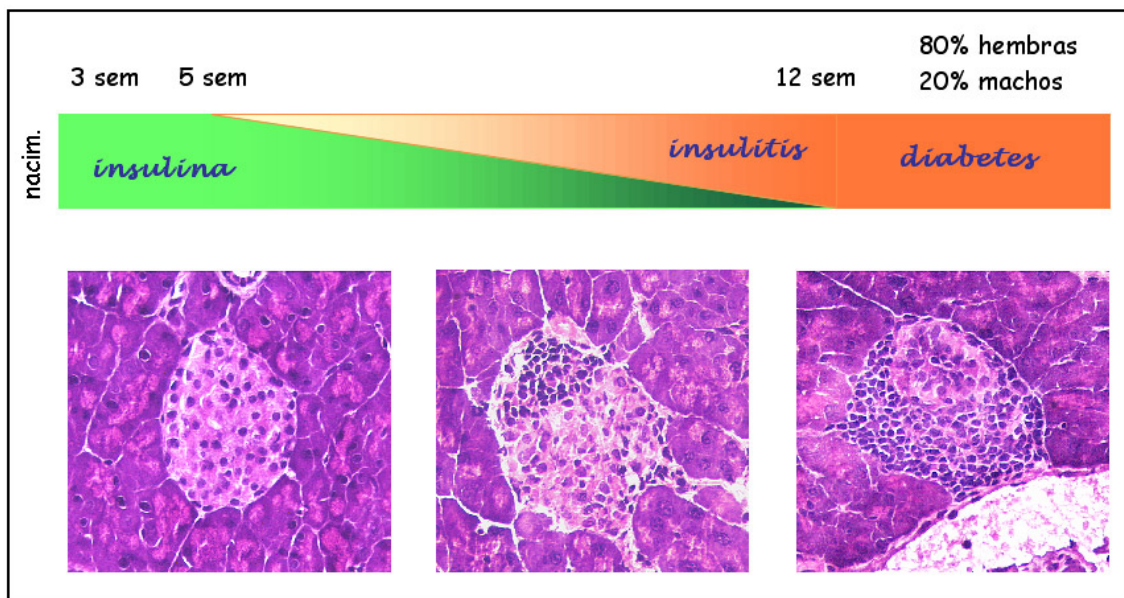 80% hembras
3 sem 5 sem 12 sem 20% machos
nacim.
insulina insulitis diabetes